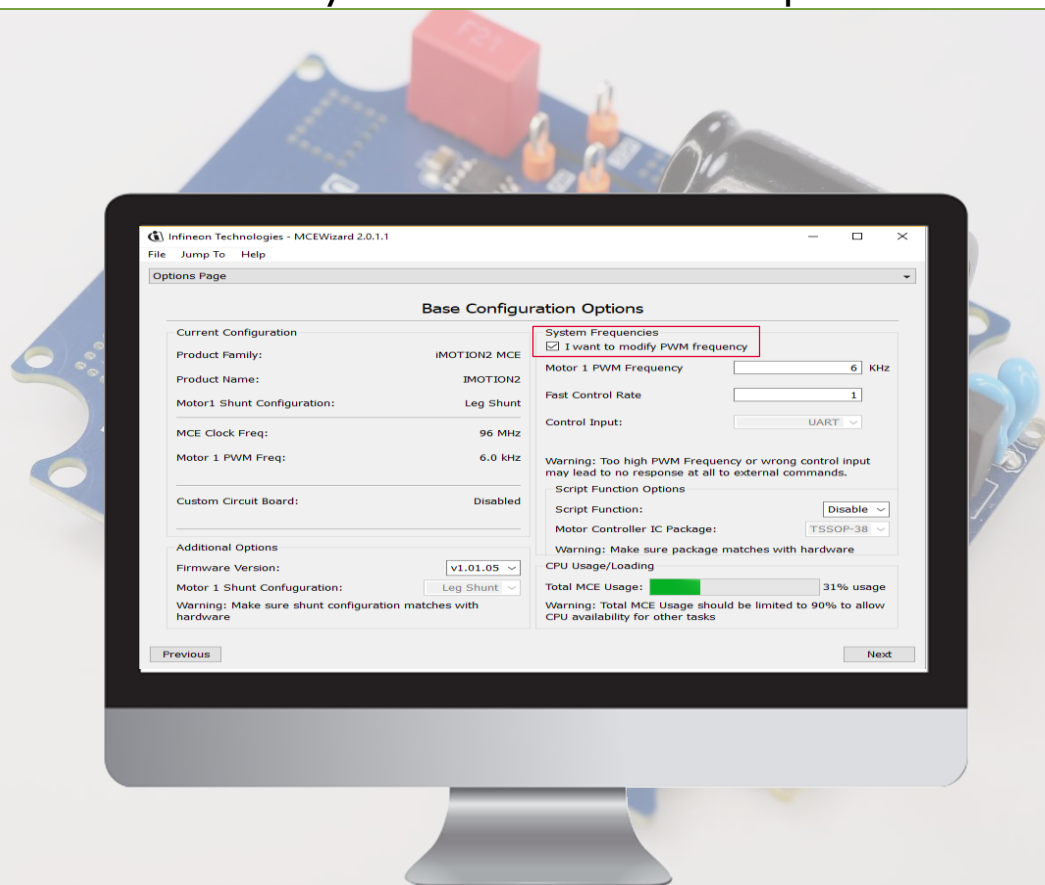 F21
Infineon Technologies - MCEWizard 2.0.1.1
File Jump To Help
Options Page
Base Configuration Options
Current Configuration
Product Family: iMOTION2 MCE
Product Name: IMOTION2
Motor1 Shunt Configuration: Leg Shunt
MCE Clock Freq: 96 MHz
Motor 1 PWM Freq: 6.0 kHz
Custom Circuit Board: Disabled
Additional Options
Firmware Version: v1.01.05
Motor 1 Shunt Confuguration: Leg Shunt
Warning: Make sure shunt configuration matches with
hardware
System Frequencies
I want to modify PWM frequency
Motor 1 PWM Frequency 6 KHz
Fast Control Rate 1
Control Input: UART
Warning: Too high PWM Frequency or wrong control input
may lead to no response at all to external commands.
Script Function Options
Script Function: Disable
Motor Controller IC Package: TSSOP-38
Warning: Make sure package matches with hardware
CPU Usage/Loading
Total MCE Usage: 31% usage
Warning: Total MCE Usage should be limited to 90% to allow
CPU availability for other tasks
Previous
Next